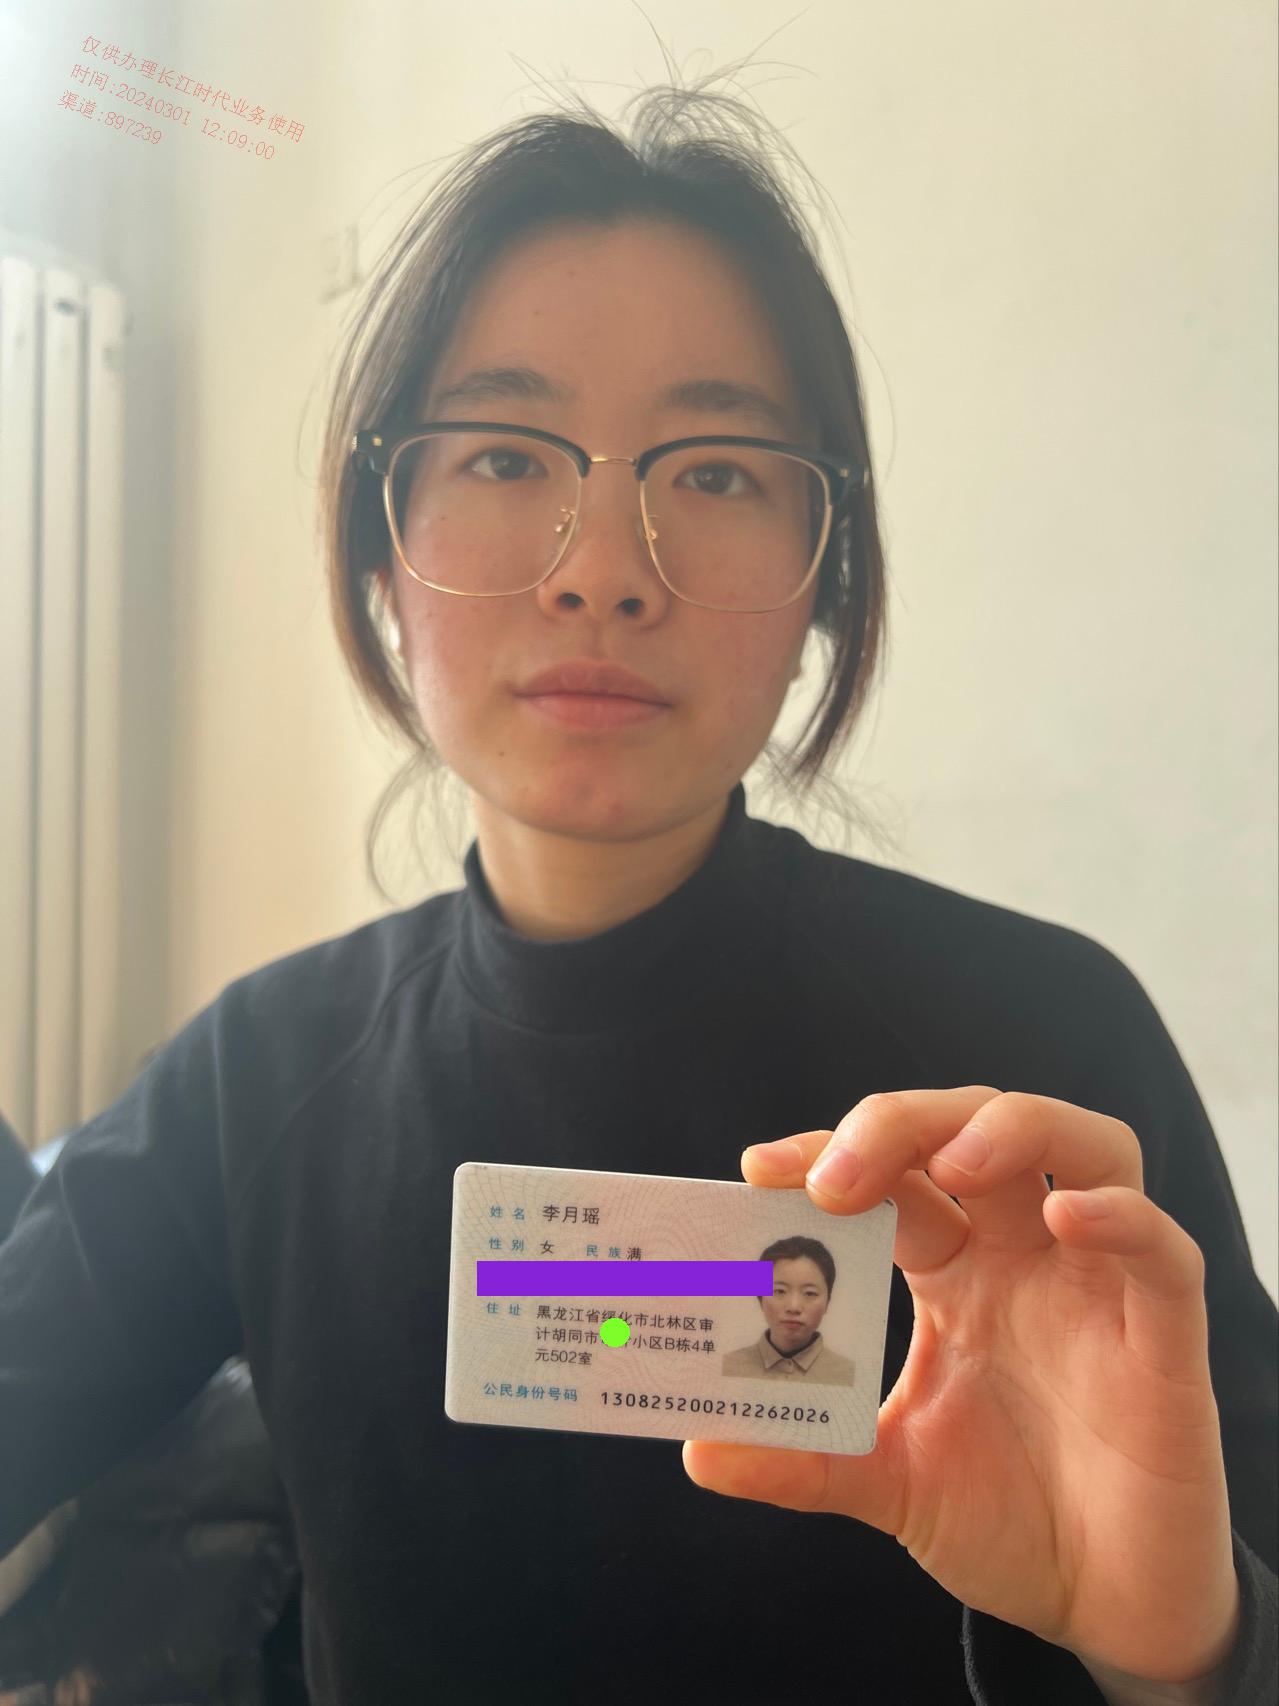 仅供办理长江时代业务使用
时间:20240301 12:09:00
渠道:897239
姓名 李月瑶
性别 女 民族 满
住址 黑龙江省绥化市北林区审
计胡同市小区B栋4单
元502室
公民身份号码 130825200212262026